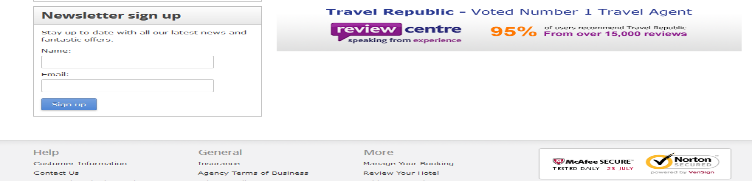 Newsletter sign up
Stay up to date with all our latest news and
fantastic offers.
Name:
Email:
Sign up
Travel Republic - Voted Number 1 Travel Agent
review centre
speaking from experience
95% of users recommend Travel Republic
From over 15,000 reviews
Help
Customer Information
Contact Us
General
Insurance
Agency Terms of Business
More
Manage Your Booking
Review Your Hotel
McAfee SECURE™
TESTED DAILY 25 JULY
Norton
SECURED
powered by VeriSign